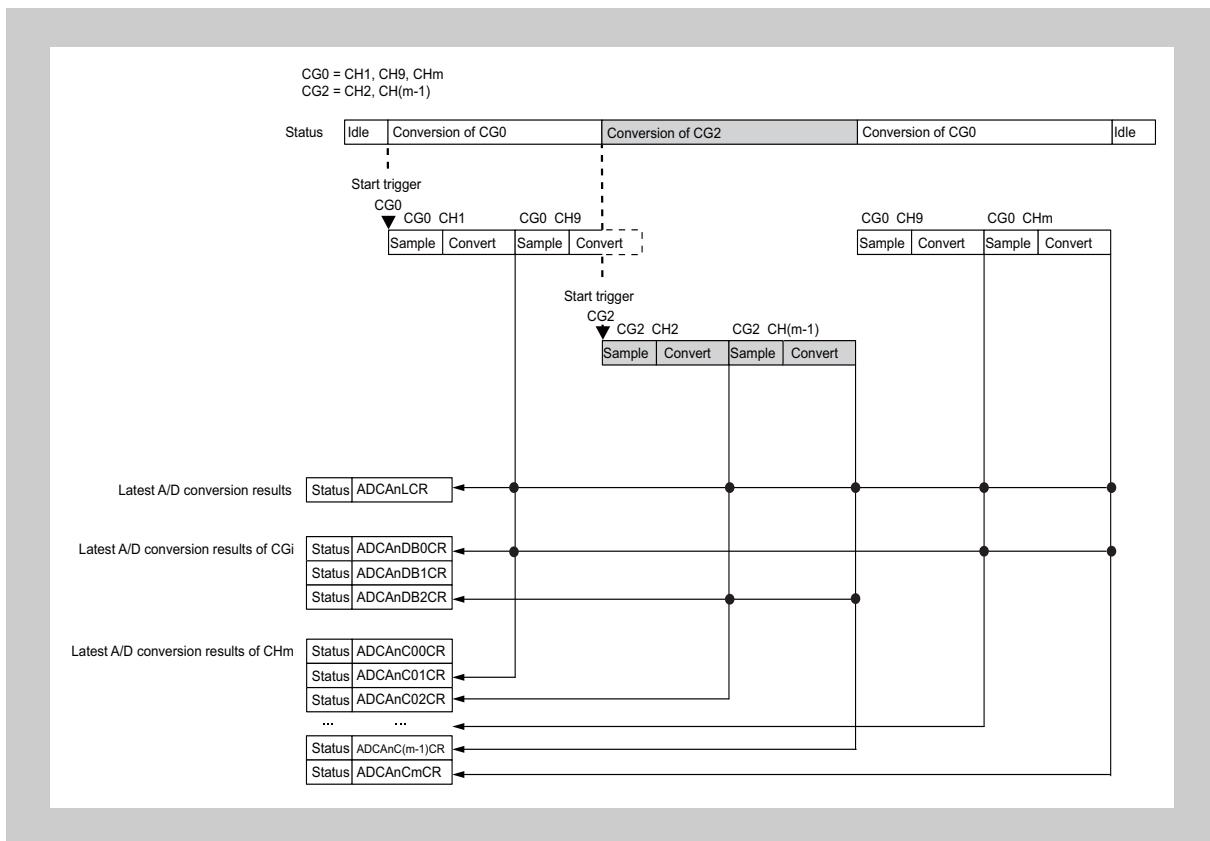 CG0 = CH1, CH9, CHm
CG2 = CH2, CH(m-1)
Status Idle Conversion of CG0 Conversion of CG2 Conversion of CG0 Idle
Start trigger
CG0
CG0 CH1 CG0 CH9 CG0 CH9 CG0 CHm
Sample Convert Sample Convert Sample Convert Sample Convert
Start trigger
CG2
CG2 CH2 CG2 CH(m-1)
Sample Convert Sample Convert
Latest A/D conversion results Status ADCAnLCR
Latest A/D conversion results of CGi Status ADCAnDB0CR
Status ADCAnDB1CR
Status ADCAnDB2CR
Latest A/D conversion results of CHm Status ADCAnC00CR
Status ADCAnC01CR
Status ADCAnC02CR
... ...
Status ADCAnC(m-1)CR
Status ADCAnCmCR